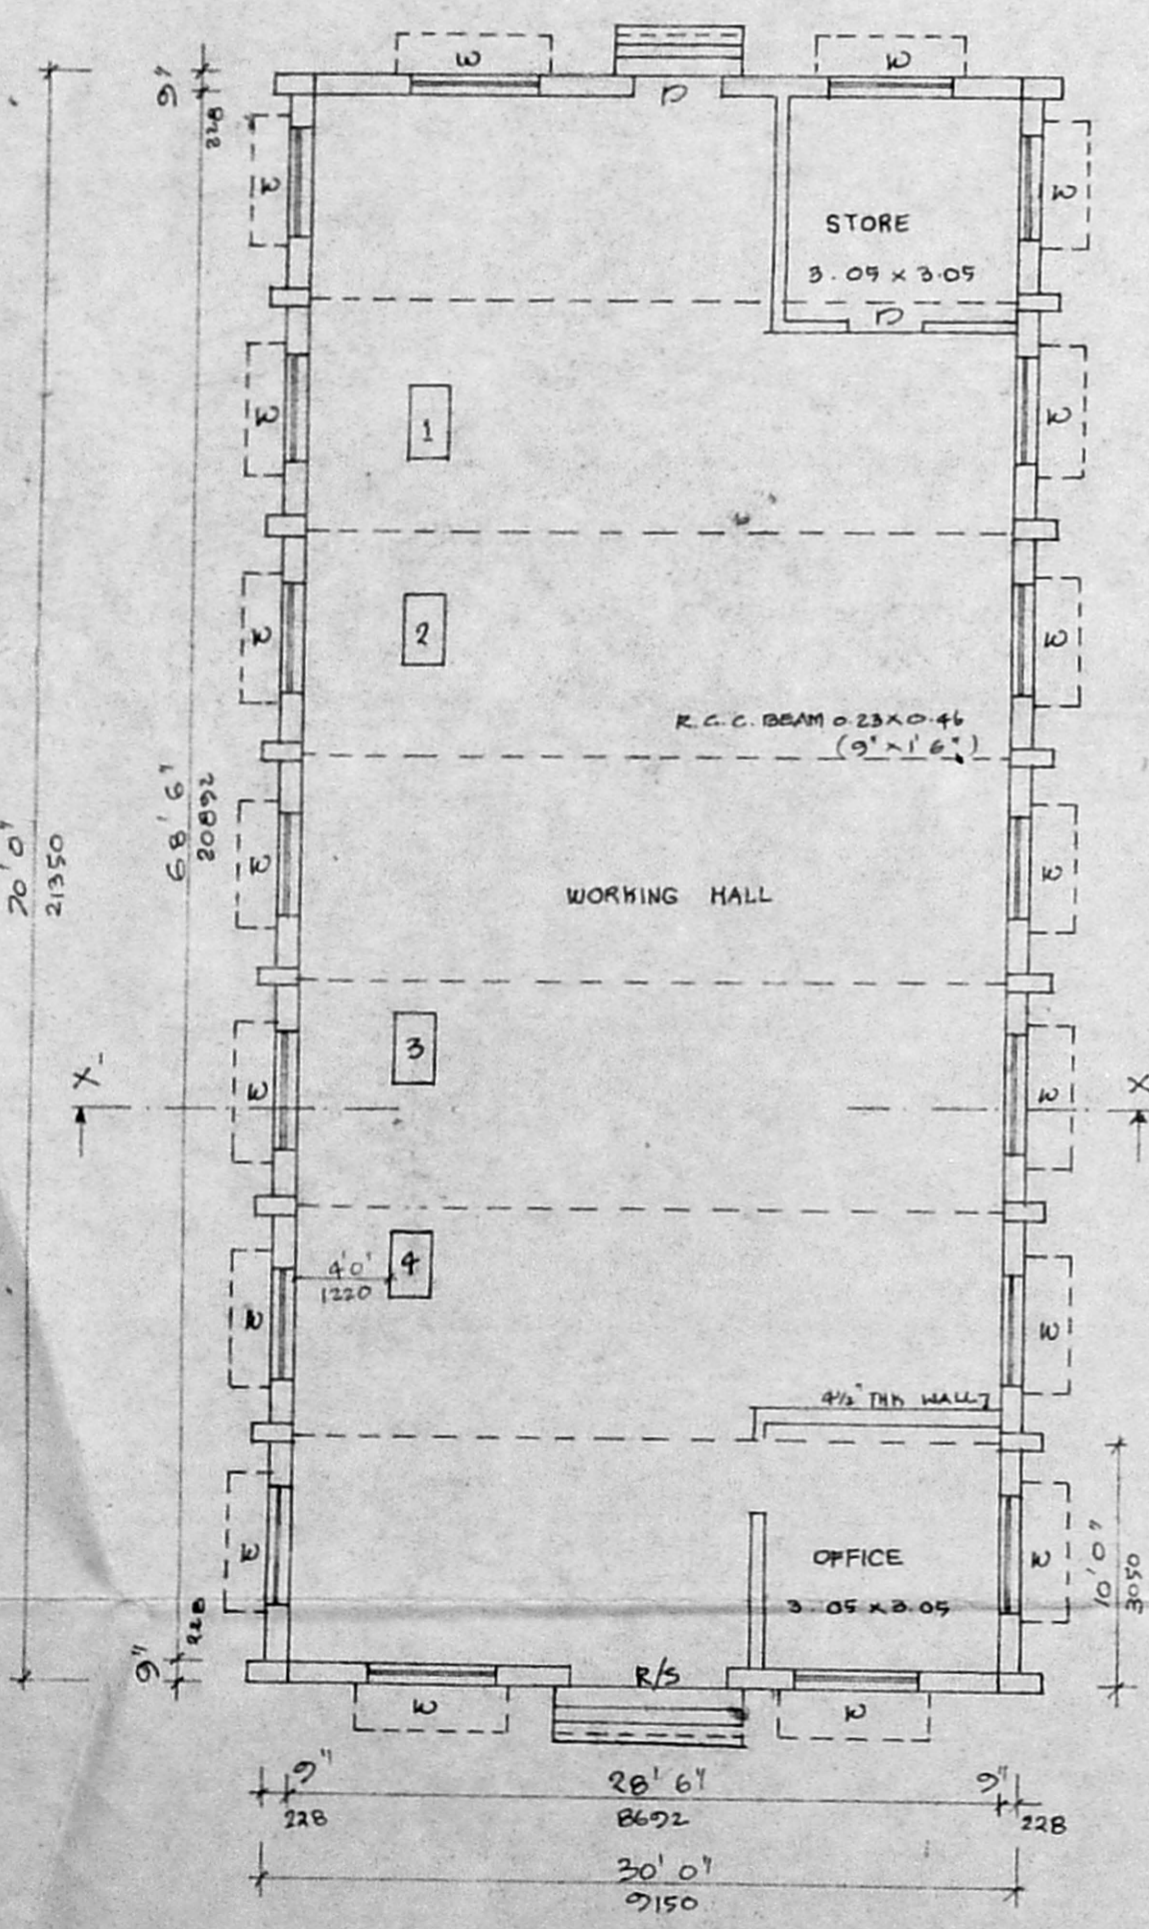 W
W
D
9"
228
W
W
STORE
3.05 x 3.05
D
W
W
1
W
W
2
R.C.C. BEAM 0.23 x 0.46
(9" x 1' 6")
70' 0"
21350
68' 6"
20892
W
W
WORKING HALL
3
X
X
W
W
4' 0"
1220
4
W
W
4½" THK WALL
W
W
OFFICE
3.05 x 3.05
10' 0"
3050
9"
228
R/S
W
W
9"
28' 6"
9"
228
8692
228
30' 0"
9150